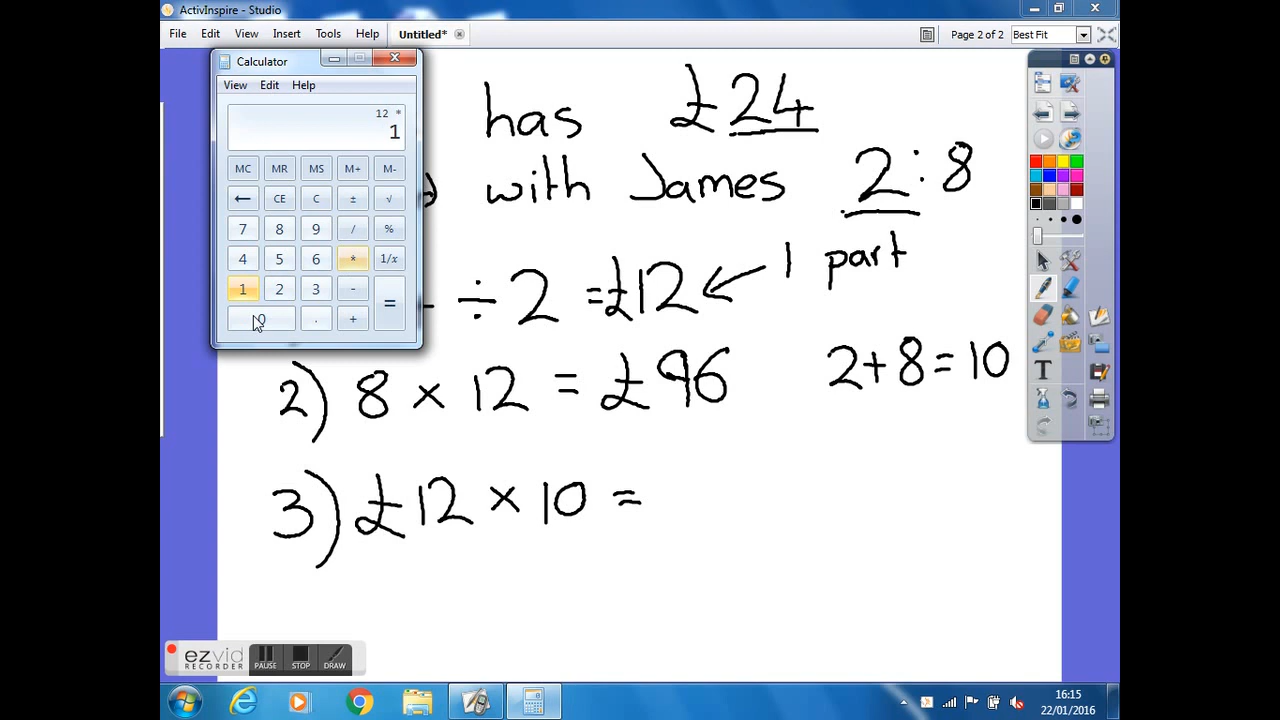 ActivInspire - Studio
File Edit View Insert Tools Help Untitled* Page 2 of 2 Best Fit
Calculator
View Edit Help
12 *
1
MC MR MS M+ M-
← CE C ± √
7 8 9 / %
4 5 6 * 1/x
1 2 3 - =
0 . +
has £24
with James 2:8
÷ 2 = £12 ← 1 part
2+8=10
2) 8 × 12 = £96
3) £12 × 10 =
ezvid
RECORDER
PAUSE STOP DRAW
16:15
22/01/2016